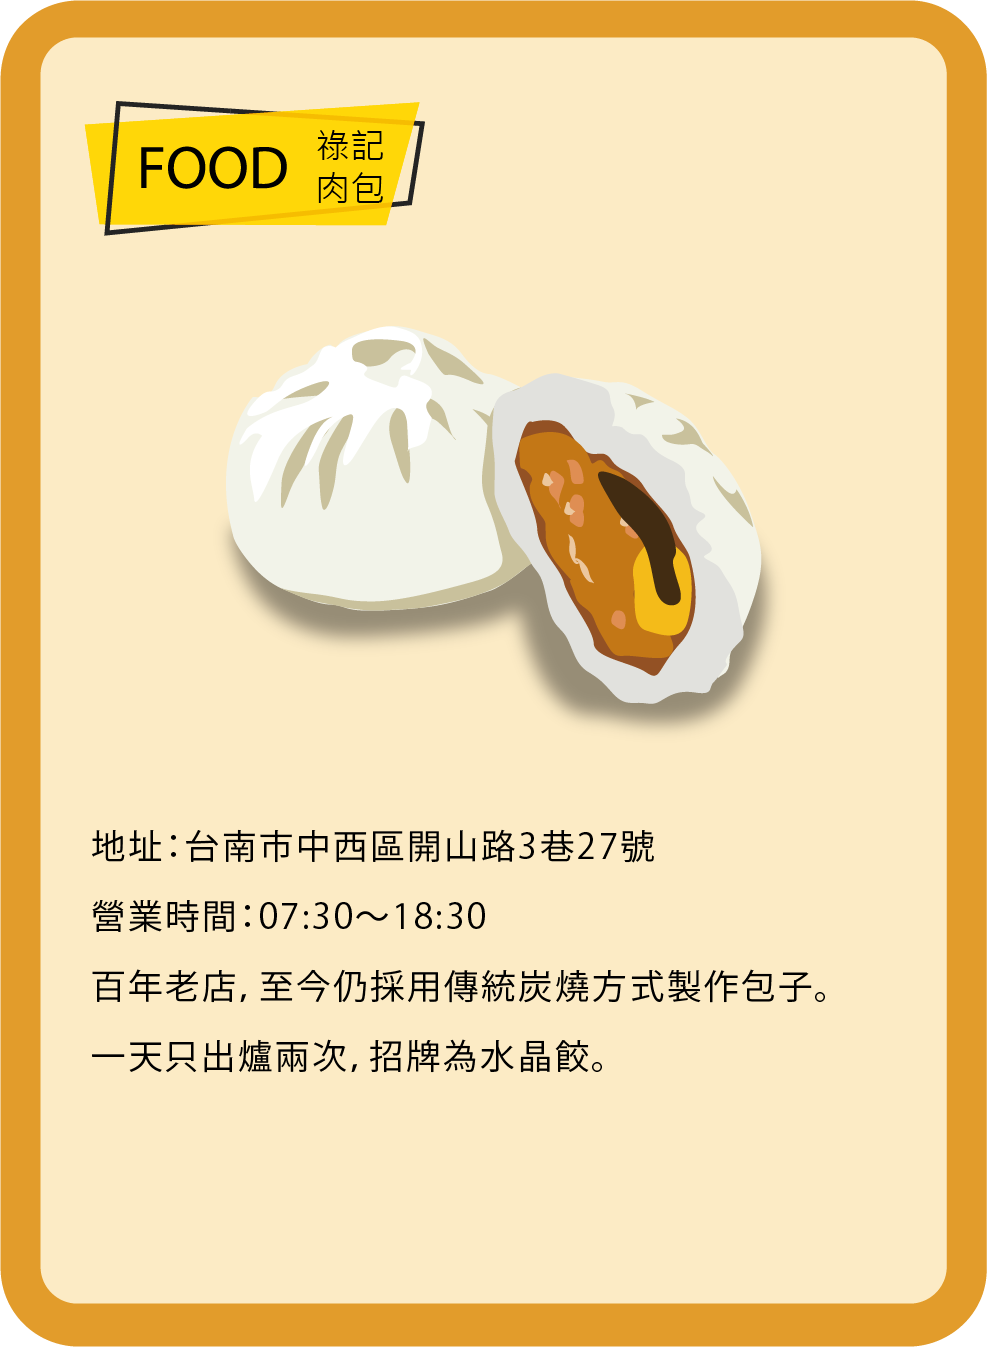 FOOD
祿記
肉包
地址：台南市中西區開山路3巷27號
營業時間：07:30～18:30
百年老店, 至今仍採用傳統炭燒方式製作包子。
一天只出爐兩次, 招牌為水晶餃。